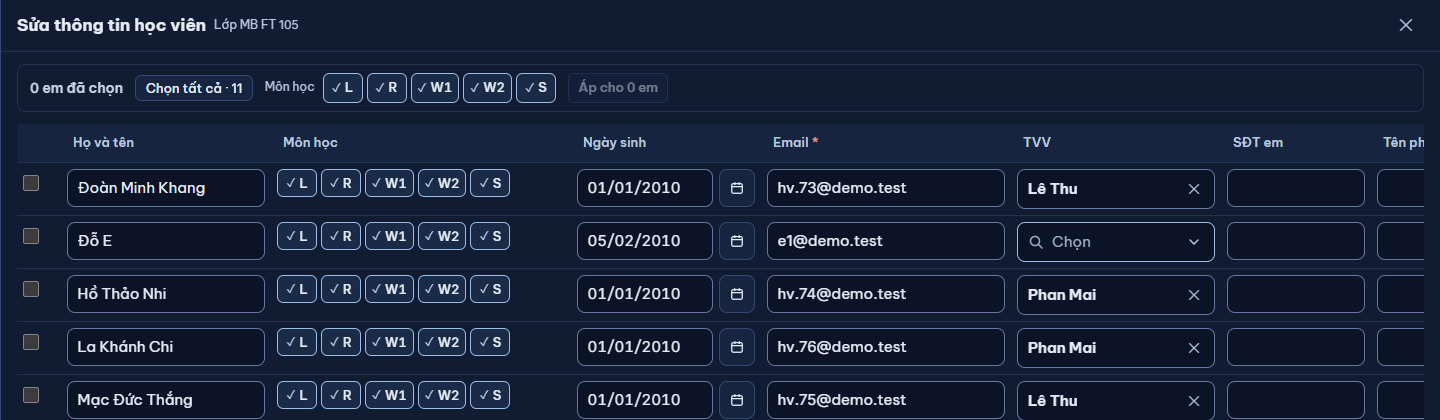 Sửa thông tin học viên Lớp MB FT 105
0 em đã chọn Chọn tất cả · 11 Môn học ✓ L ✓ R ✓ W1 ✓ W2 ✓ S Áp cho 0 em
Họ và tên Môn học Ngày sinh Email * TVV SĐT em Tên ph
Đoàn Minh Khang ✓ L ✓ R ✓ W1 ✓ W2 ✓ S 01/01/2010 hv.73@demo.test Lê Thu
Đỗ E ✓ L ✓ R ✓ W1 ✓ W2 ✓ S 05/02/2010 e1@demo.test Chọn
Hồ Thảo Nhi ✓ L ✓ R ✓ W1 ✓ W2 ✓ S 01/01/2010 hv.74@demo.test Phan Mai
La Khánh Chi ✓ L ✓ R ✓ W1 ✓ W2 ✓ S 01/01/2010 hv.76@demo.test Phan Mai
Mạc Đức Thắng ✓ L ✓ R ✓ W1 ✓ W2 ✓ S 01/01/2010 hv.75@demo.test Lê Thu